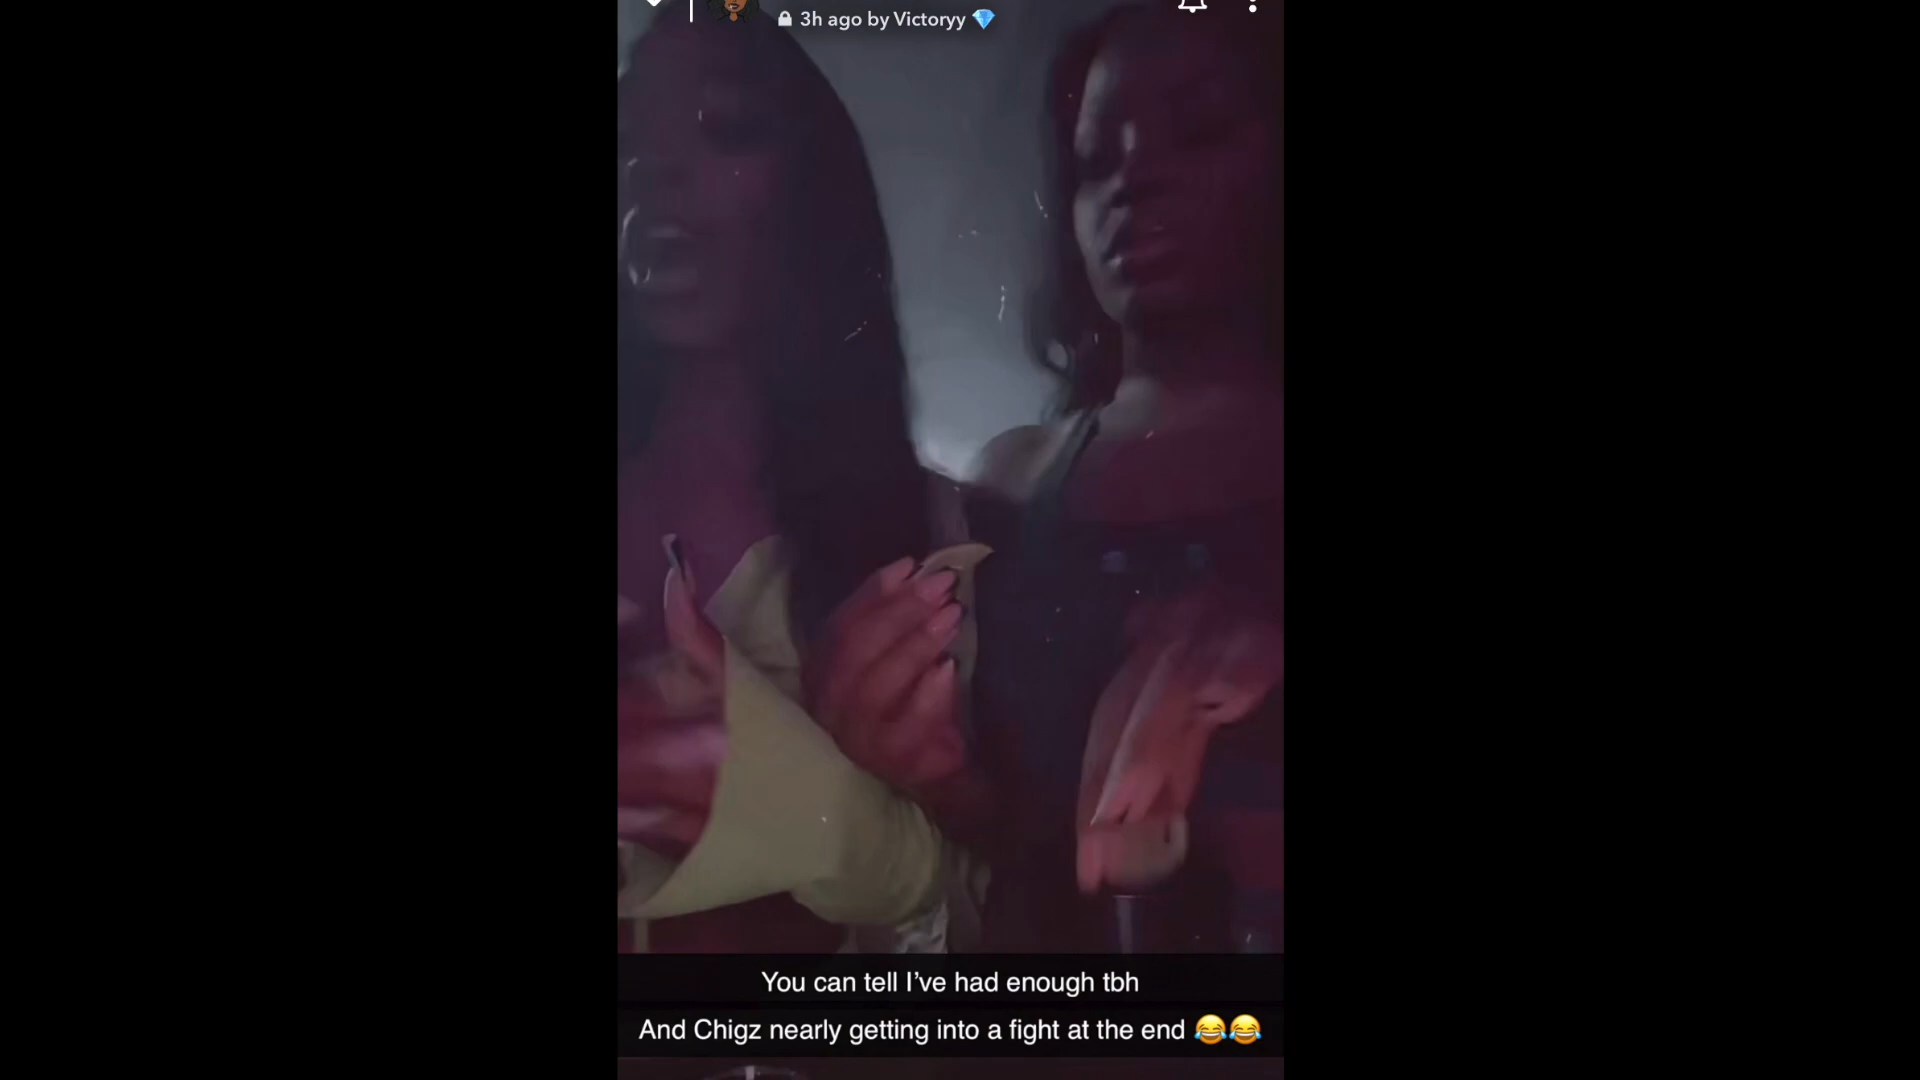 3h ago by Victoryy 💎
You can tell I’ve had enough tbh
And Chigz nearly getting into a fight at the end 😂😂